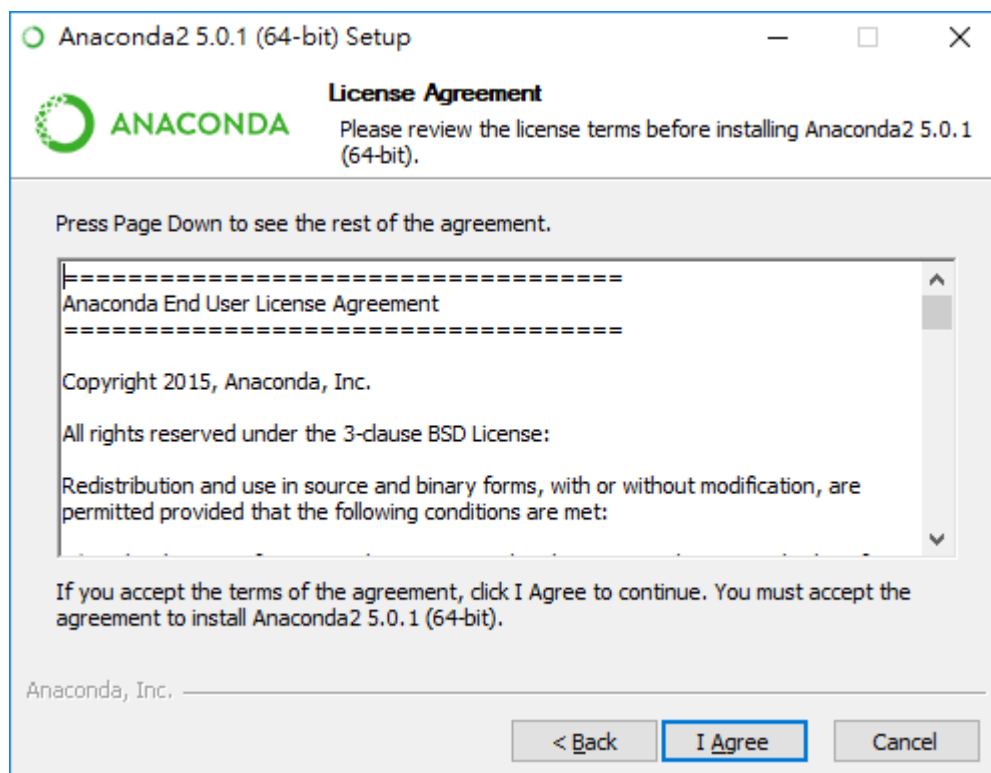 Anaconda2 5.0.1 (64-bit) Setup
ANACONDA
License Agreement
Please review the license terms before installing Anaconda2 5.0.1
(64-bit).
Press Page Down to see the rest of the agreement.
===================================
Anaconda End User License Agreement
===================================
Copyright 2015, Anaconda, Inc.
All rights reserved under the 3-clause BSD License:
Redistribution and use in source and binary forms, with or without modification, are
permitted provided that the following conditions are met:
If you accept the terms of the agreement, click I Agree to continue. You must accept the
agreement to install Anaconda2 5.0.1 (64-bit).
Anaconda, Inc.
< Back
I Agree
Cancel